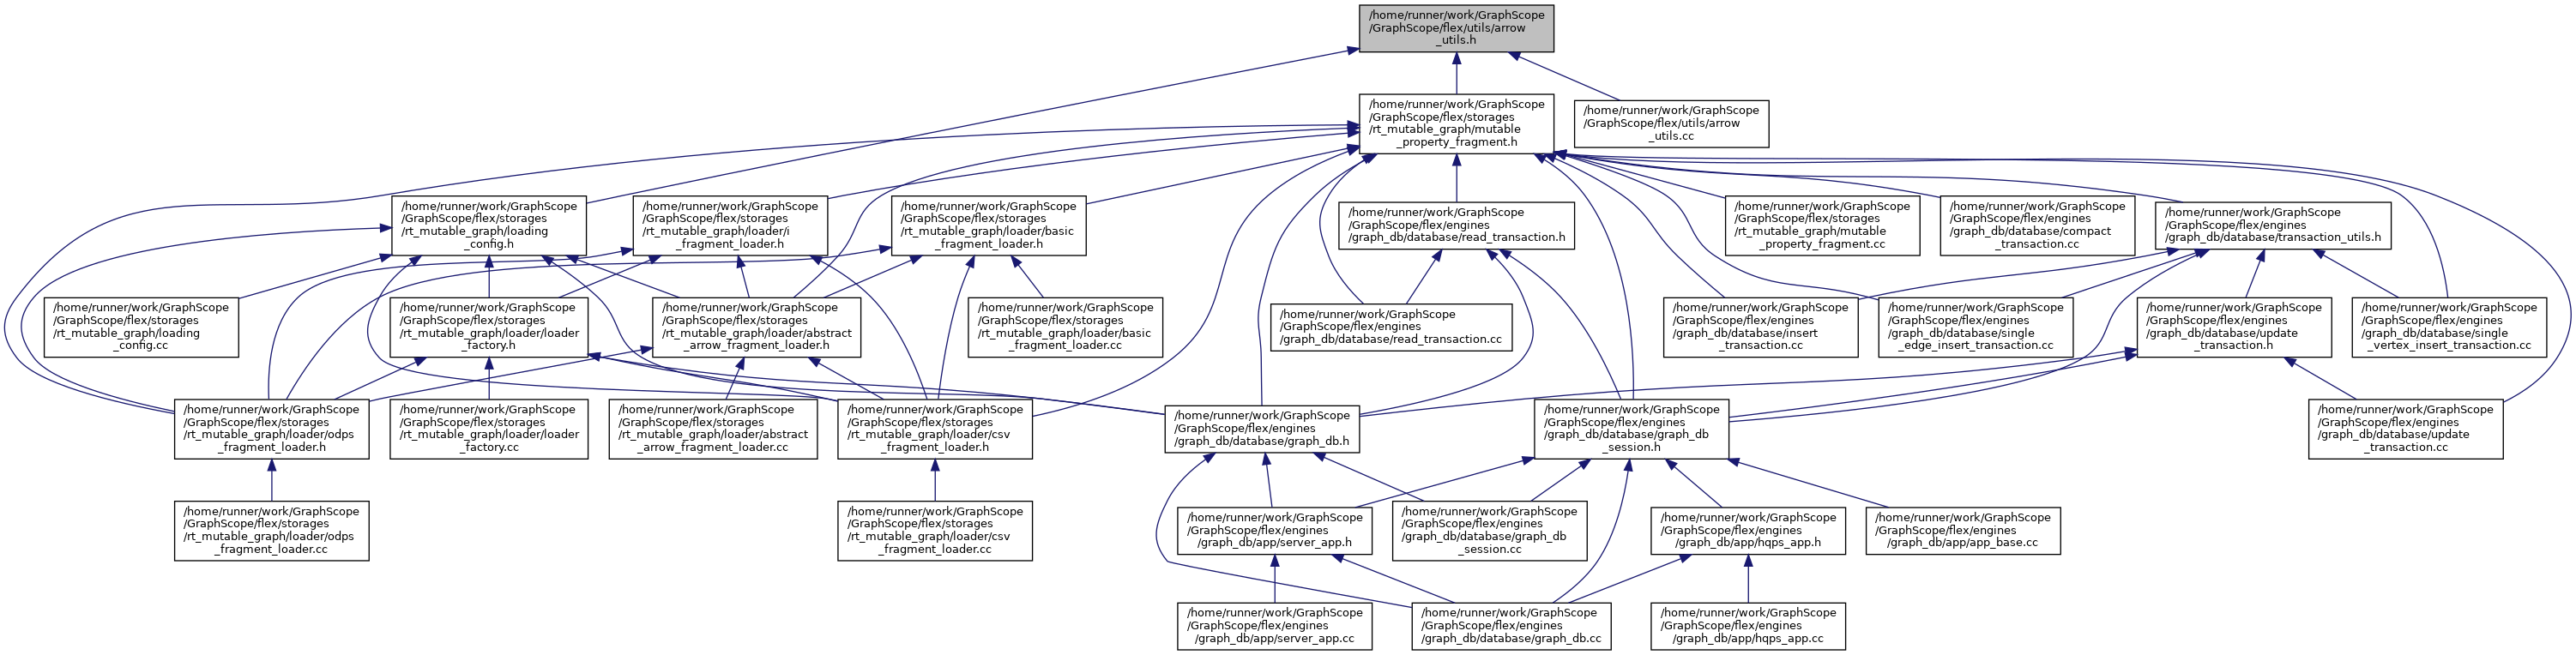 /home/runner/work/GraphScope
/GraphScope/flex/utils/arrow
_utils.h
/home/runner/work/GraphScope
/GraphScope/flex/storages
/rt_mutable_graph/mutable
_property_fragment.h
/home/runner/work/GraphScope
/GraphScope/flex/utils/arrow
_utils.cc
/home/runner/work/GraphScope
/GraphScope/flex/storages
/rt_mutable_graph/loading
_config.h
/home/runner/work/GraphScope
/GraphScope/flex/storages
/rt_mutable_graph/loader/i
_fragment_loader.h
/home/runner/work/GraphScope
/GraphScope/flex/storages
/rt_mutable_graph/loader/basic
_fragment_loader.h
/home/runner/work/GraphScope
/GraphScope/flex/engines
/graph_db/database/read_transaction.h
/home/runner/work/GraphScope
/GraphScope/flex/storages
/rt_mutable_graph/mutable
_property_fragment.cc
/home/runner/work/GraphScope
/GraphScope/flex/engines
/graph_db/database/compact
_transaction.cc
/home/runner/work/GraphScope
/GraphScope/flex/engines
/graph_db/database/transaction_utils.h
/home/runner/work/GraphScope
/GraphScope/flex/storages
/rt_mutable_graph/loading
_config.cc
/home/runner/work/GraphScope
/GraphScope/flex/storages
/rt_mutable_graph/loader/loader
_factory.h
/home/runner/work/GraphScope
/GraphScope/flex/storages
/rt_mutable_graph/loader/abstract
_arrow_fragment_loader.h
/home/runner/work/GraphScope
/GraphScope/flex/storages
/rt_mutable_graph/loader/basic
_fragment_loader.cc
/home/runner/work/GraphScope
/GraphScope/flex/engines
/graph_db/database/read_transaction.cc
/home/runner/work/GraphScope
/GraphScope/flex/engines
/graph_db/database/insert
_transaction.cc
/home/runner/work/GraphScope
/GraphScope/flex/engines
/graph_db/database/single
_edge_insert_transaction.cc
/home/runner/work/GraphScope
/GraphScope/flex/engines
/graph_db/database/update
_transaction.h
/home/runner/work/GraphScope
/GraphScope/flex/engines
/graph_db/database/single
_vertex_insert_transaction.cc
/home/runner/work/GraphScope
/GraphScope/flex/storages
/rt_mutable_graph/loader/odps
_fragment_loader.h
/home/runner/work/GraphScope
/GraphScope/flex/storages
/rt_mutable_graph/loader/loader
_factory.cc
/home/runner/work/GraphScope
/GraphScope/flex/storages
/rt_mutable_graph/loader/abstract
_arrow_fragment_loader.cc
/home/runner/work/GraphScope
/GraphScope/flex/storages
/rt_mutable_graph/loader/csv
_fragment_loader.h
/home/runner/work/GraphScope
/GraphScope/flex/engines
/graph_db/database/graph_db.h
/home/runner/work/GraphScope
/GraphScope/flex/engines
/graph_db/database/graph_db
_session.h
/home/runner/work/GraphScope
/GraphScope/flex/engines
/graph_db/database/update
_transaction.cc
/home/runner/work/GraphScope
/GraphScope/flex/storages
/rt_mutable_graph/loader/odps
_fragment_loader.cc
/home/runner/work/GraphScope
/GraphScope/flex/storages
/rt_mutable_graph/loader/csv
_fragment_loader.cc
/home/runner/work/GraphScope
/GraphScope/flex/engines
/graph_db/app/server_app.h
/home/runner/work/GraphScope
/GraphScope/flex/engines
/graph_db/database/graph_db
_session.cc
/home/runner/work/GraphScope
/GraphScope/flex/engines
/graph_db/app/hqps_app.h
/home/runner/work/GraphScope
/GraphScope/flex/engines
/graph_db/app/app_base.cc
/home/runner/work/GraphScope
/GraphScope/flex/engines
/graph_db/app/server_app.cc
/home/runner/work/GraphScope
/GraphScope/flex/engines
/graph_db/database/graph_db.cc
/home/runner/work/GraphScope
/GraphScope/flex/engines
/graph_db/app/hqps_app.cc